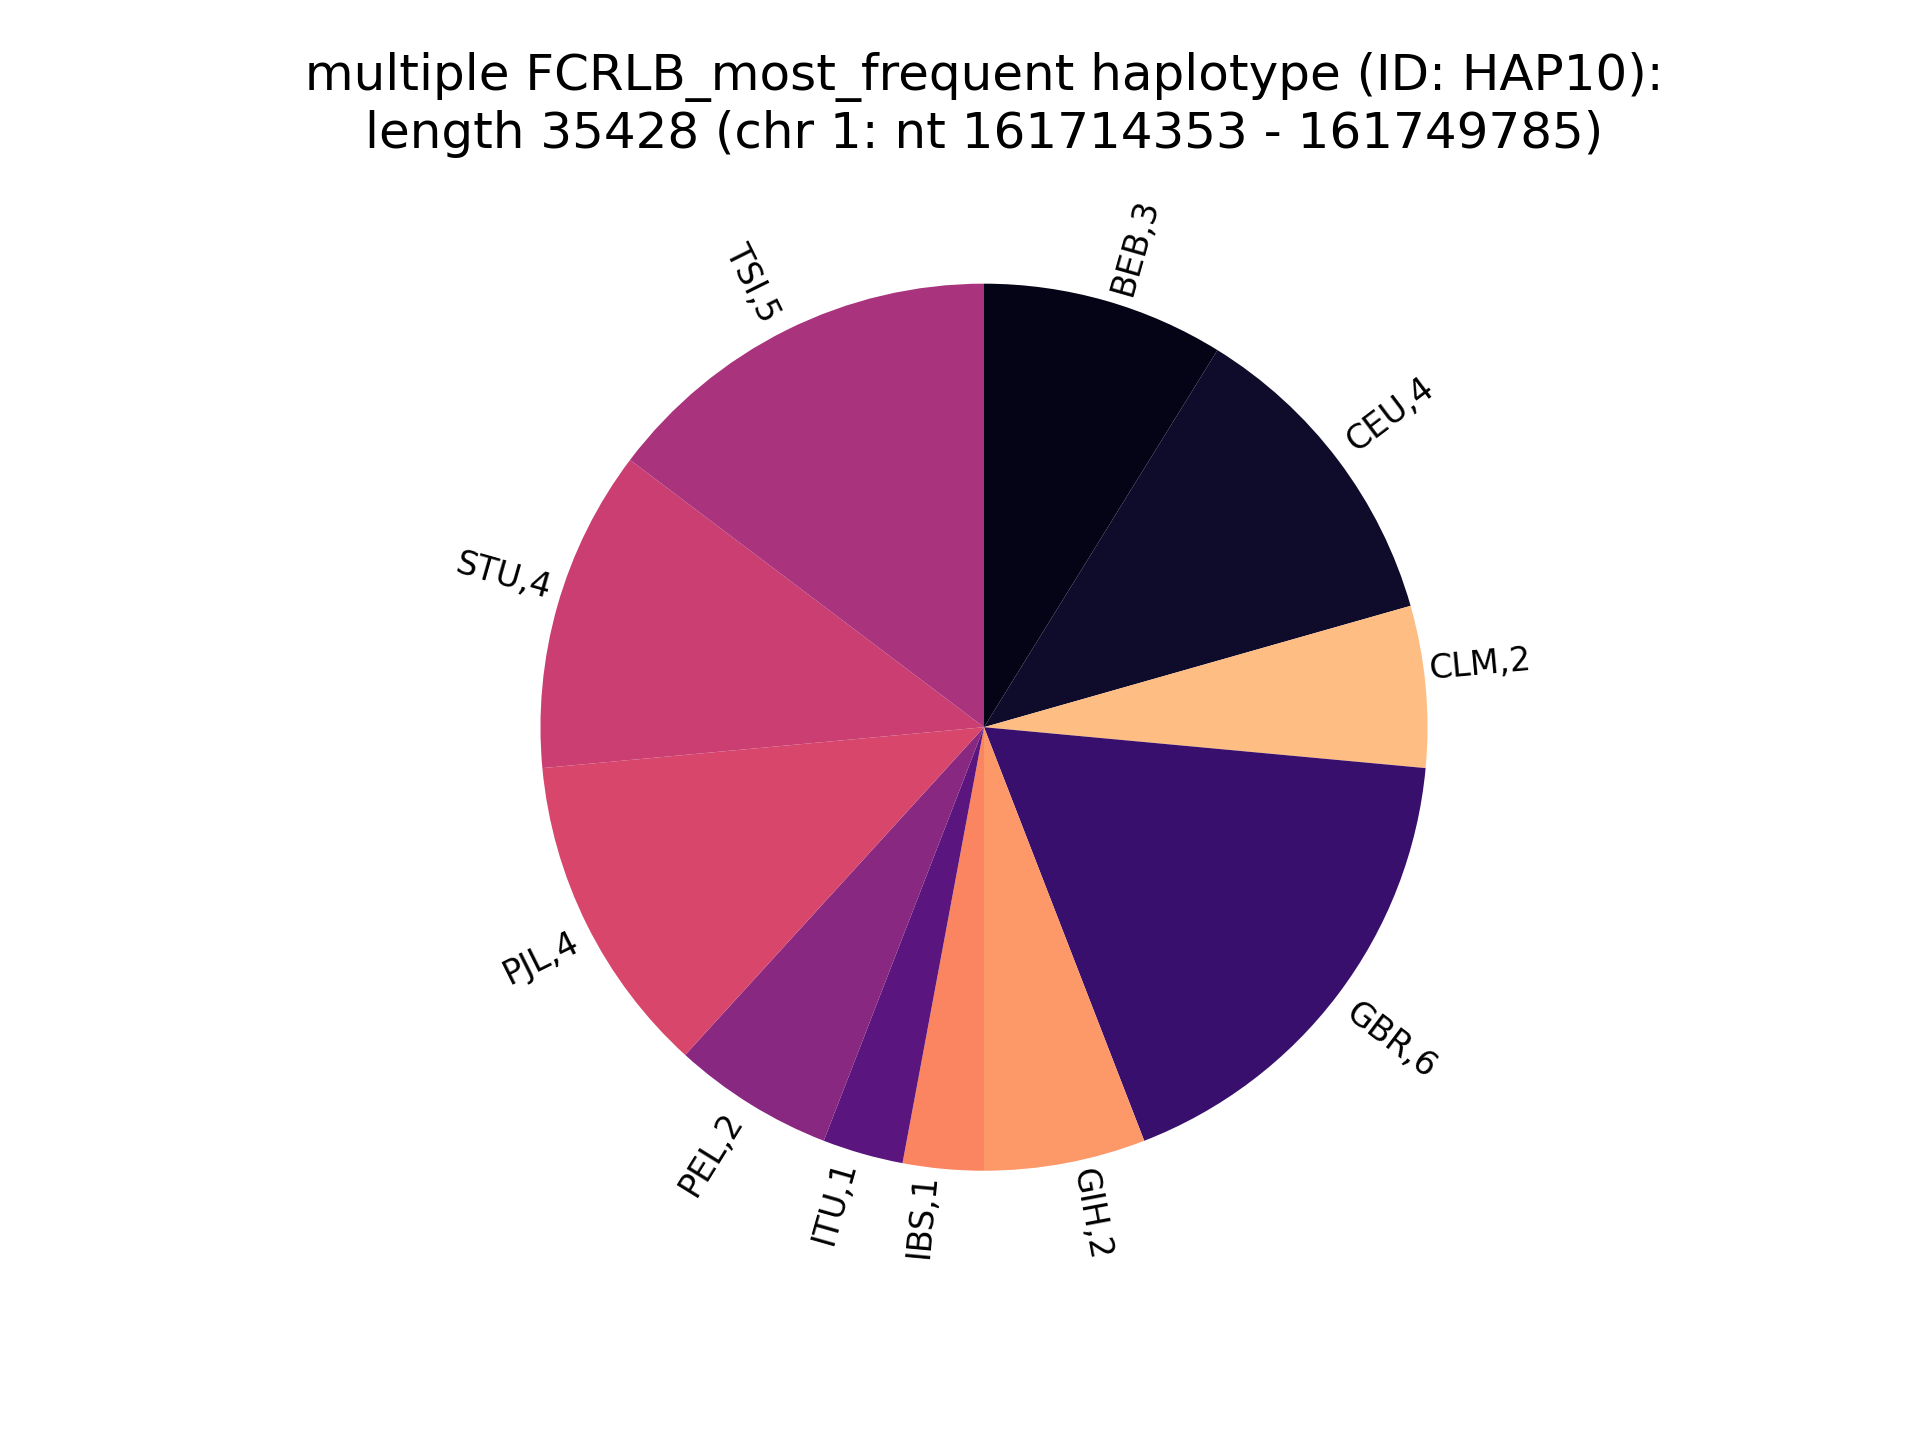 multiple FCRLB_most_frequent haplotype (ID: HAP10):
length 35428 (chr 1: nt 161714353 - 161749785)
BEB,3
CEU,4
CLM,2
GBR,6
GIH,2
IBS,1
ITU,1
PEL,2
PJL,4
STU,4
TSI,5